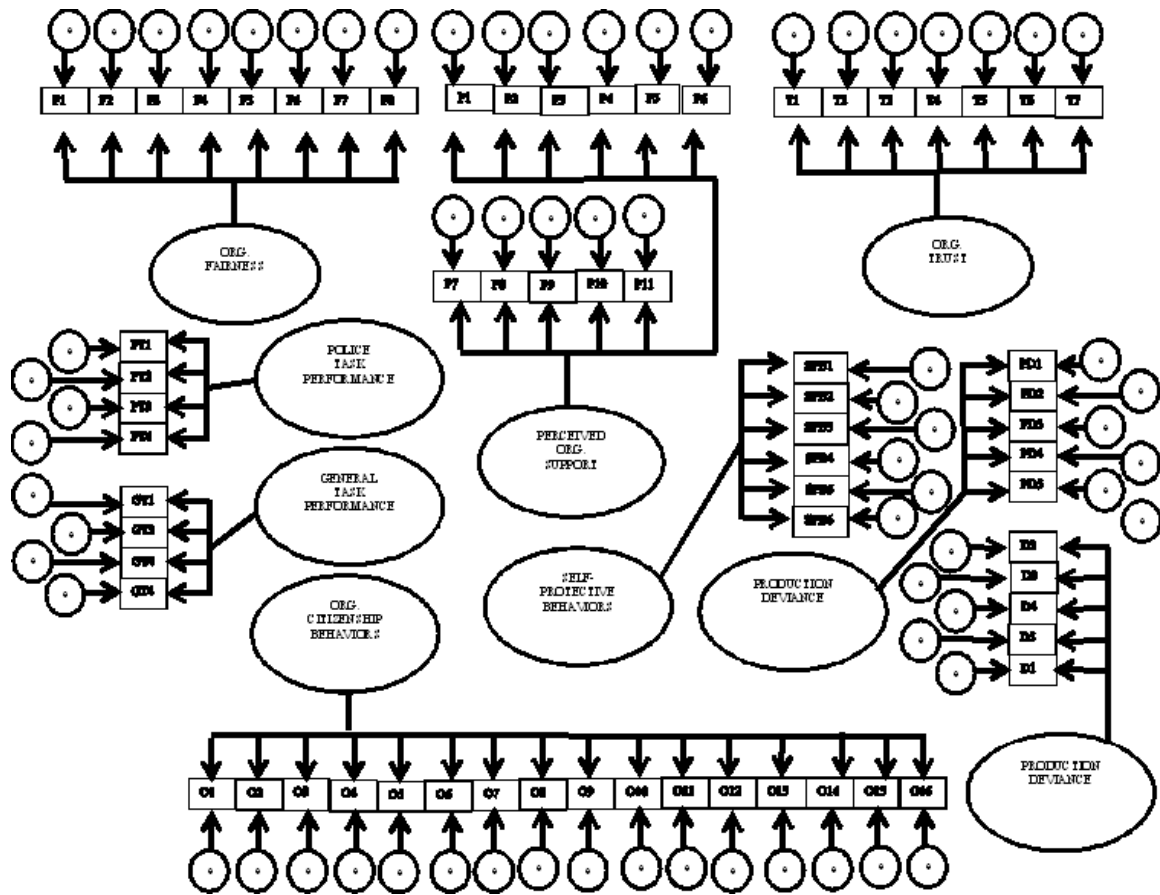 F1 F2 F3 F4 F5 F6 F7 F8
P1 P2 P3 P4 P5 P6
T1 T2 T3 T4 T5 T6 T7
ORG.
FAIRNESS
ORG.
TRUST
P7 P8 P9 P10 P11
PT1
PT2
PT3
PT4
POLICE
TASK
PERFORMANCE
PERCEIVED
ORG.
SUPPORT
SPB1
SPB2
SPB3
SPB4
SPB5
SPB6
PD1
PD2
PD3
PD4
PD5
GT1
GT2
GT4
GENERAL
TASK
PERFORMANCE
ORG.
CITIZENSHIP
BEHAVIORS
SELF-
PROTECTIVE
BEHAVIORS
PRODUCTION
DEVIANCE
D2
D3
D4
D5
D1
PRODUCTION
DEVIANCE
O1 O2 O3 O4 O5 O6 O7 O8 O9 O10 O11 O12 O13 O14 O15 O16